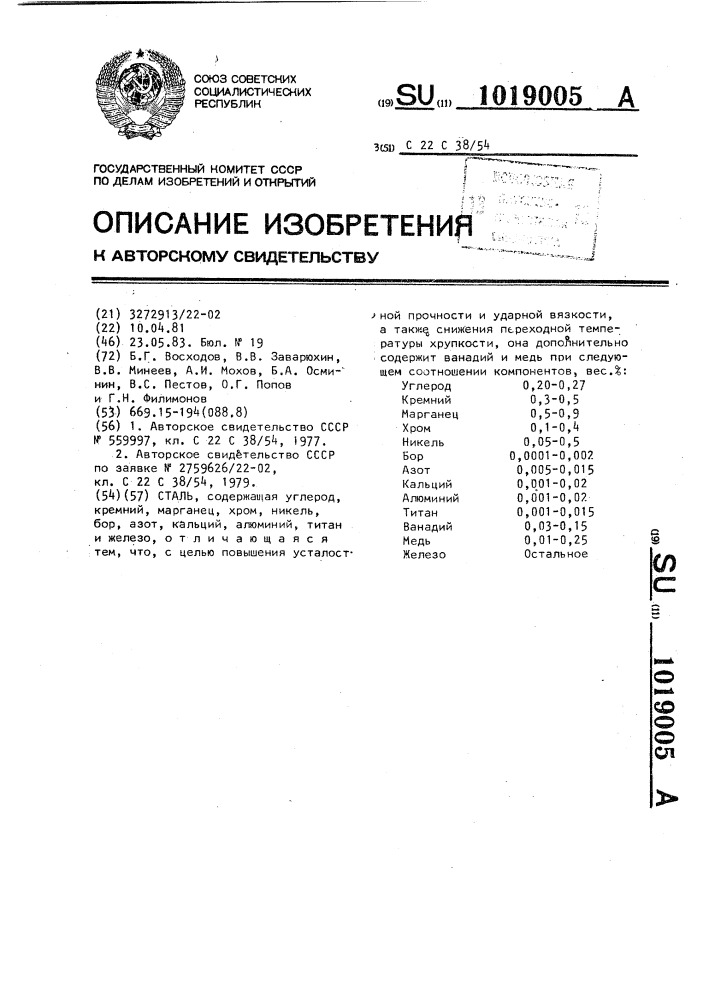 СОЮЗ СОВЕТСКИХ
СОЦИАЛИСТИЧЕСКИХ
РЕСПУБЛИК
(19) SU (11) 1019005 A
3(51) С 22 С 38/54
ГОСУДАРСТВЕННЫЙ КОМИТЕТ СССР
ПО ДЕЛАМ ИЗОБРЕТЕНИЙ И ОТКРЫТИЙ
ОПИСАНИЕ ИЗОБРЕТЕНИЯ
К АВТОРСКОМУ СВИДЕТЕЛЬСТВУ
(21) 3272913/22-02
(22) 10.04.81
(46) 23.05.83. Бюл. № 19
(72) Б.Г. Восходов, В.В. Заварюхин,
В.В. Минеев, А.И. Мохов, Б.А. Осми-
нин, В.С. Пестов, О.Г. Попов
и Г.Н. Филимонов
(53) 669.15-194(088.8)
(56) 1. Авторское свидетельство СССР
№ 559997, кл. С 22 С 38/54, 1977.
2. Авторское свидетельство СССР
по заявке № 2759626/22-02,
кл. С 22 С 38/54, 1979.
(54)(57) СТАЛЬ, содержащая углерод,
кремний, марганец, хром, никель,
бор, азот, кальций, алюминий, титан
и железо, о т л и ч а ю щ а я с я
тем, что, с целью повышения усталост-
ной прочности и ударной вязкости,
а также снижения переходной темпе-
ратуры хрупкости, она дополнительно
содержит ванадий и медь при следую-
щем соотношении компонентов, вес.%:
Углерод 0,20-0,27
Кремний 0,3-0,5
Марганец 0,5-0,9
Хром 0,1-0,4
Никель 0,05-0,5
Бор 0,0001-0,002
Азот 0,005-0,015
Кальций 0,001-0,02
Алюминий 0,001-0,02
Титан 0,001-0,015
Ванадий 0,03-0,15
Медь 0,01-0,25
Железо Остальное
(19) SU (11) 1019005 A